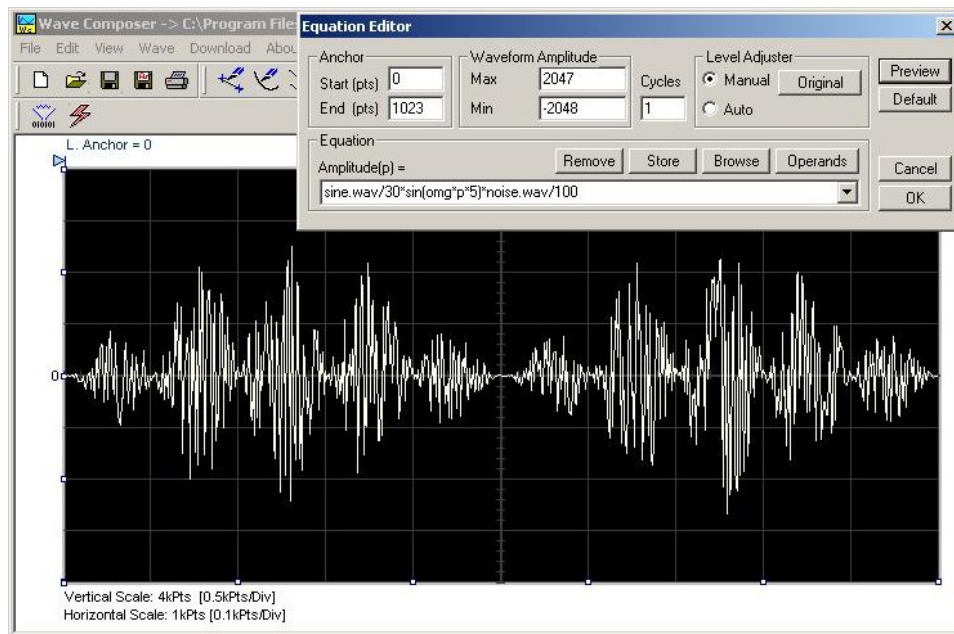 Wave Composer -> C:\Program File
File Edit View Wave Download Abou
Equation Editor
Anchor
Start (pts) 0
End (pts) 1023
Waveform Amplitude
Max 2047
Min -2048
Cycles
1
Level Adjuster
Manual
Original
Auto
Preview
Default
Equation
Amplitude(p) =
Remove Store Browse Operands
sine.wav/30*sin(omg*p*5)*noise.wav/100
Cancel
OK
010101
L. Anchor = 0
0
Vertical Scale: 4kPts [0.5kPts/Div]
Horizontal Scale: 1kPts [0.1kPts/Div]